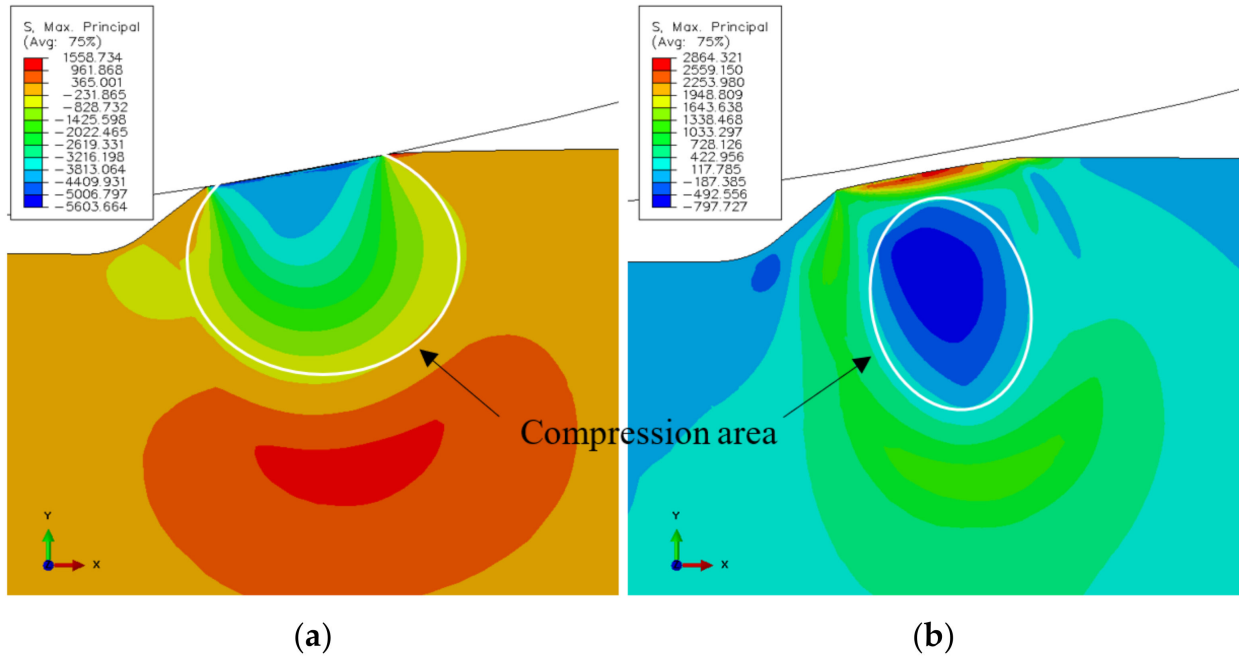 S, Max. Principal
(Avg: 75%)
1558.734
961.868
365.001
−231.865
−828.732
−1425.598
−2022.465
−2619.331
−3216.198
−3813.064
−4409.931
−5006.797
−5603.664
S, Max. Principal
(Avg: 75%)
2864.321
2559.150
2253.980
1948.809
1643.638
1338.468
1033.297
728.126
422.956
117.785
−187.385
−492.556
−797.727
Compression area
Y
X
Y
X
(a)
(b)